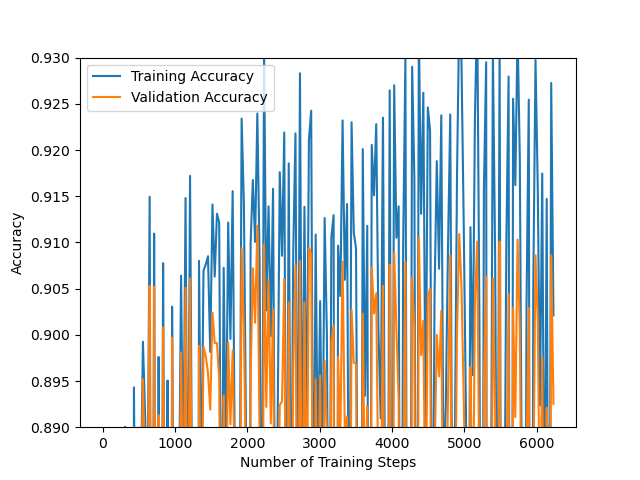 0.930
0.925
0.920
0.915
0.910
0.905
0.900
0.895
0.890
Accuracy
Training Accuracy
Validation Accuracy
0 1000 2000 3000 4000 5000 6000
Number of Training Steps